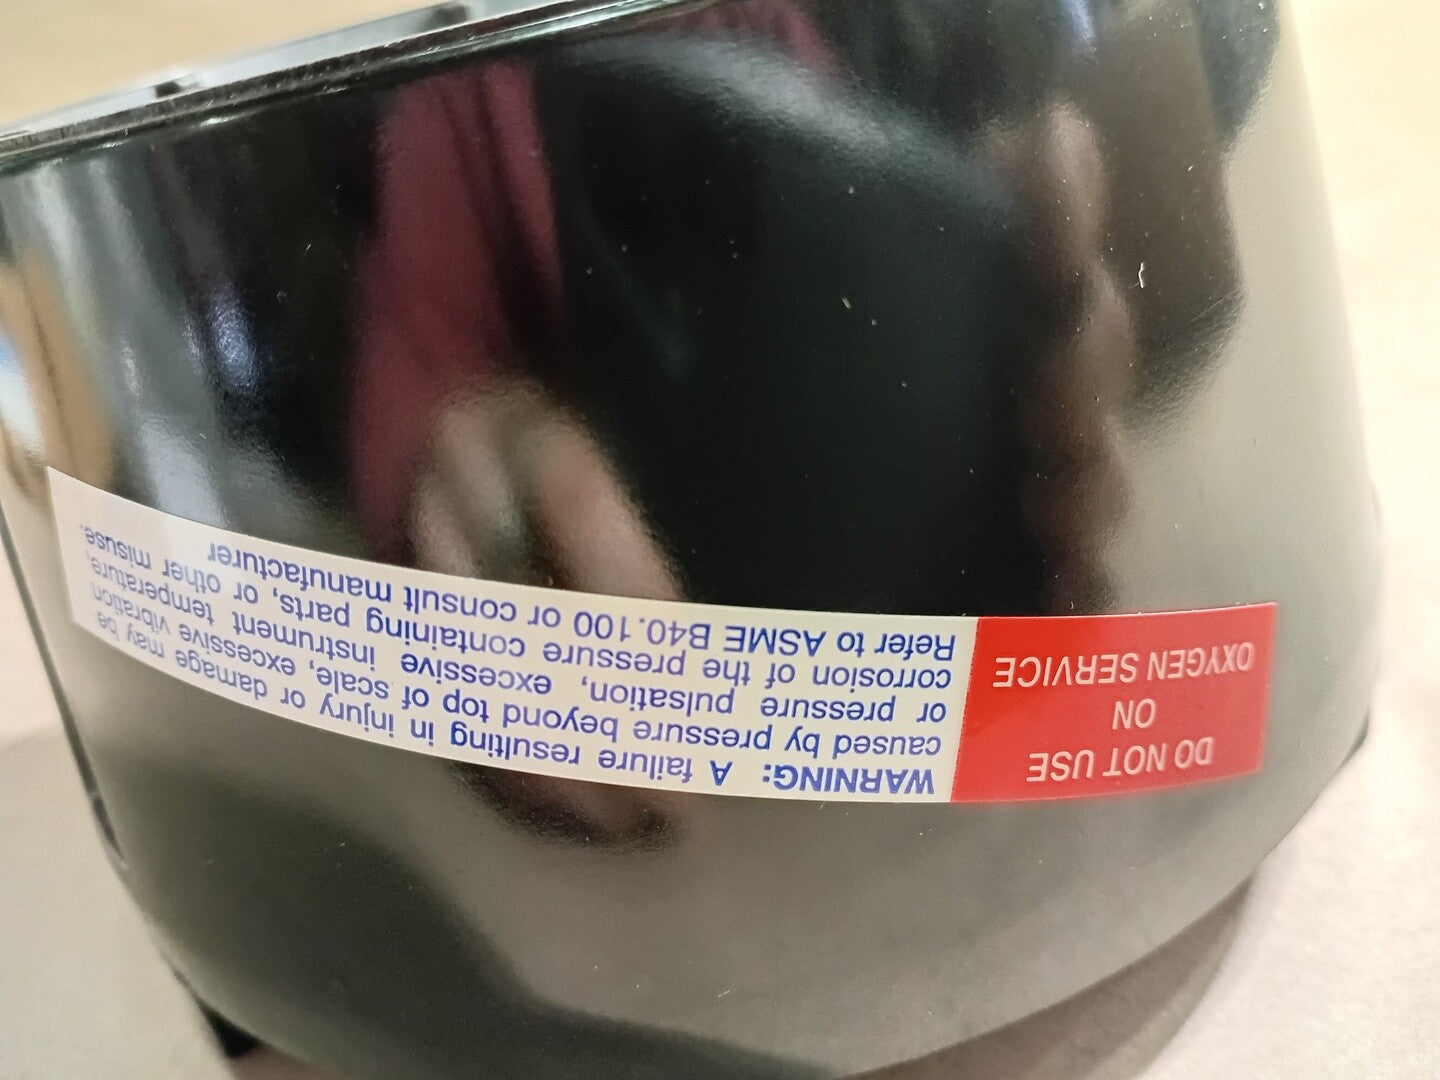 DO NOT USE
ON
OXYGEN SERVICE
WARNING: A failure resulting in injury or damage may be
caused by pressure beyond top of scale, excessive vibration
or pressure pulsation, excessive instrument temperature,
corrosion of the pressure containing parts, or other misuse.
Refer to ASME B40.100 or consult manufacturer